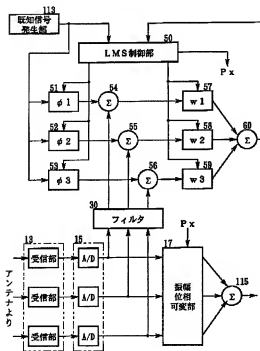 113
既知信号
発生部
50
LMS制御部
Px
51
φ1
54
Σ
57
w1
52
φ2
55
Σ
58
w2
60
Σ
53
φ3
56
Σ
59
w3
30
フィルタ
13
受信部
15
A/D
17
Px
振幅
位相
可変部
115
Σ
受信部
A/D
受信部
A/D
アンテナより